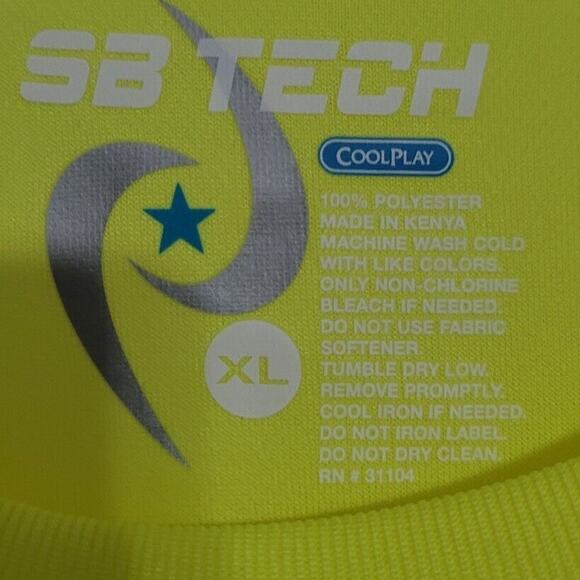 SB TECH
COOLPLAY
100% POLYESTER
MADE IN KENYA
MACHINE WASH COLD
WITH LIKE COLORS.
ONLY NON-CHLORINE
BLEACH IF NEEDED.
DO NOT USE FABRIC
SOFTENER.
TUMBLE DRY LOW.
REMOVE PROMPTLY.
COOL IRON IF NEEDED.
DO NOT IRON LABEL.
DO NOT DRY CLEAN.
RN # 31104
XL